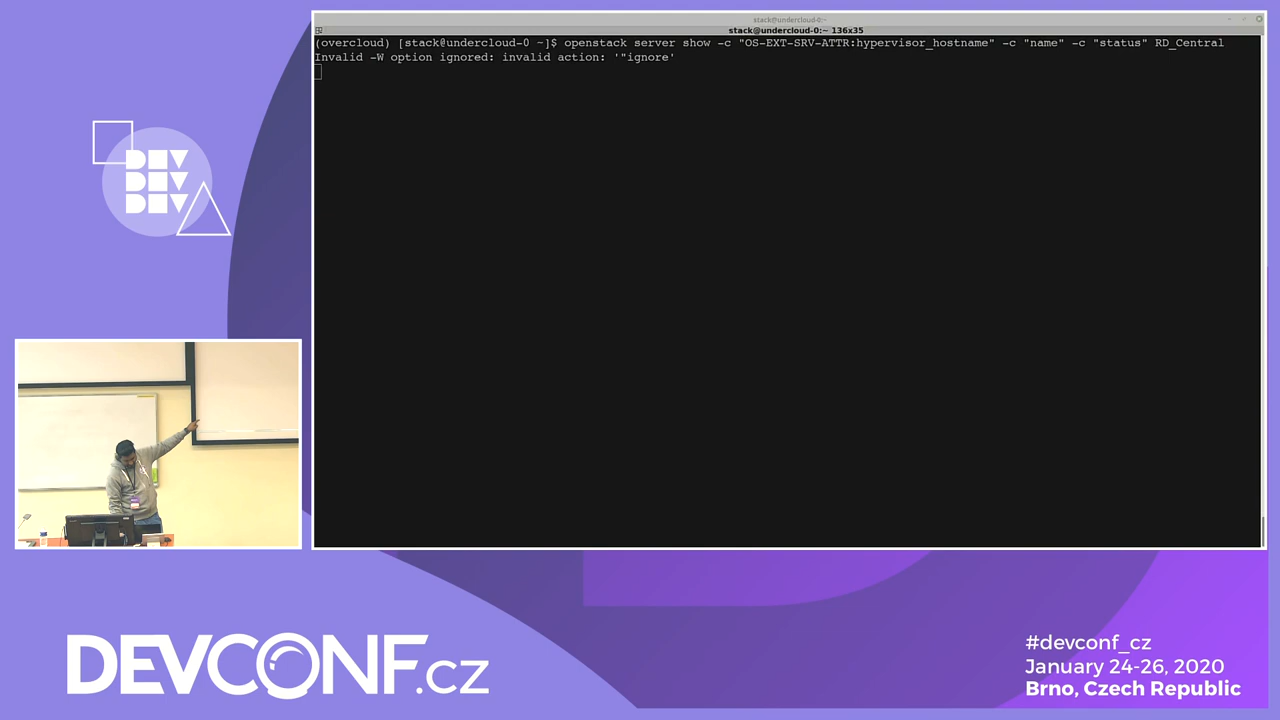 stack@undercloud-0:~
stack@undercloud-0:~ 136x35
(overcloud) [stack@undercloud-0 ~]$ openstack server show -c "OS-EXT-SRV-ATTR:hypervisor_hostname" -c "name" -c "status" RD_Central
Invalid -W option ignored: invalid action: '"ignore'
DEV
DEV
DEV
DEVCONF.cz
#devconf_cz
January 24-26, 2020
Brno, Czech Republic